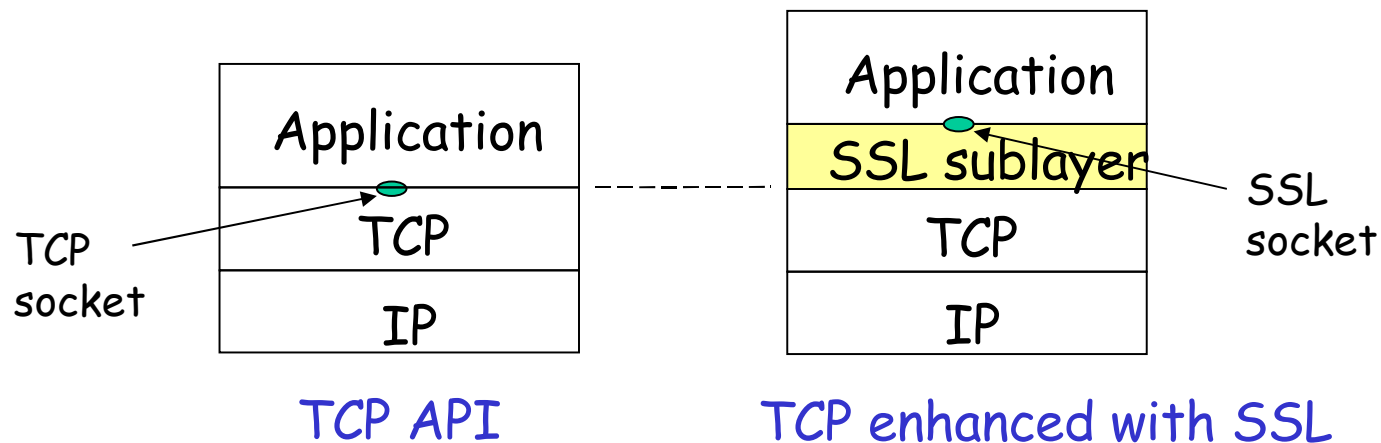 Application
TCP
IP
TCP
socket
TCP API
Application
SSL sublayer
TCP
IP
SSL
socket
TCP enhanced with SSL